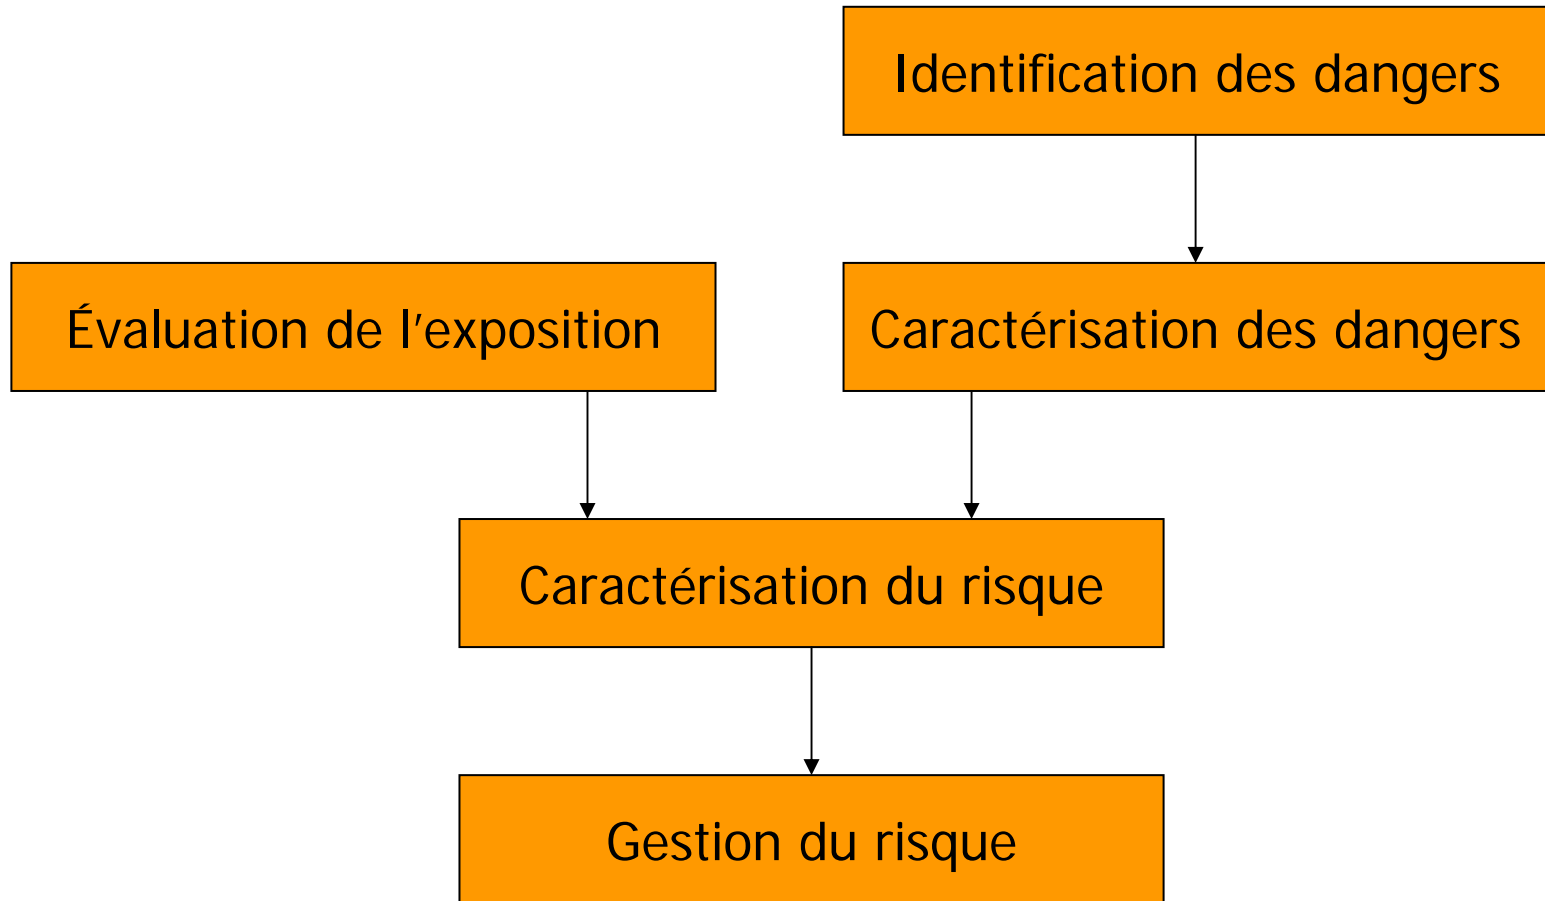 Identification des dangers
Évaluation de l'exposition
Caractérisation des dangers
Caractérisation du risque
Gestion du risque